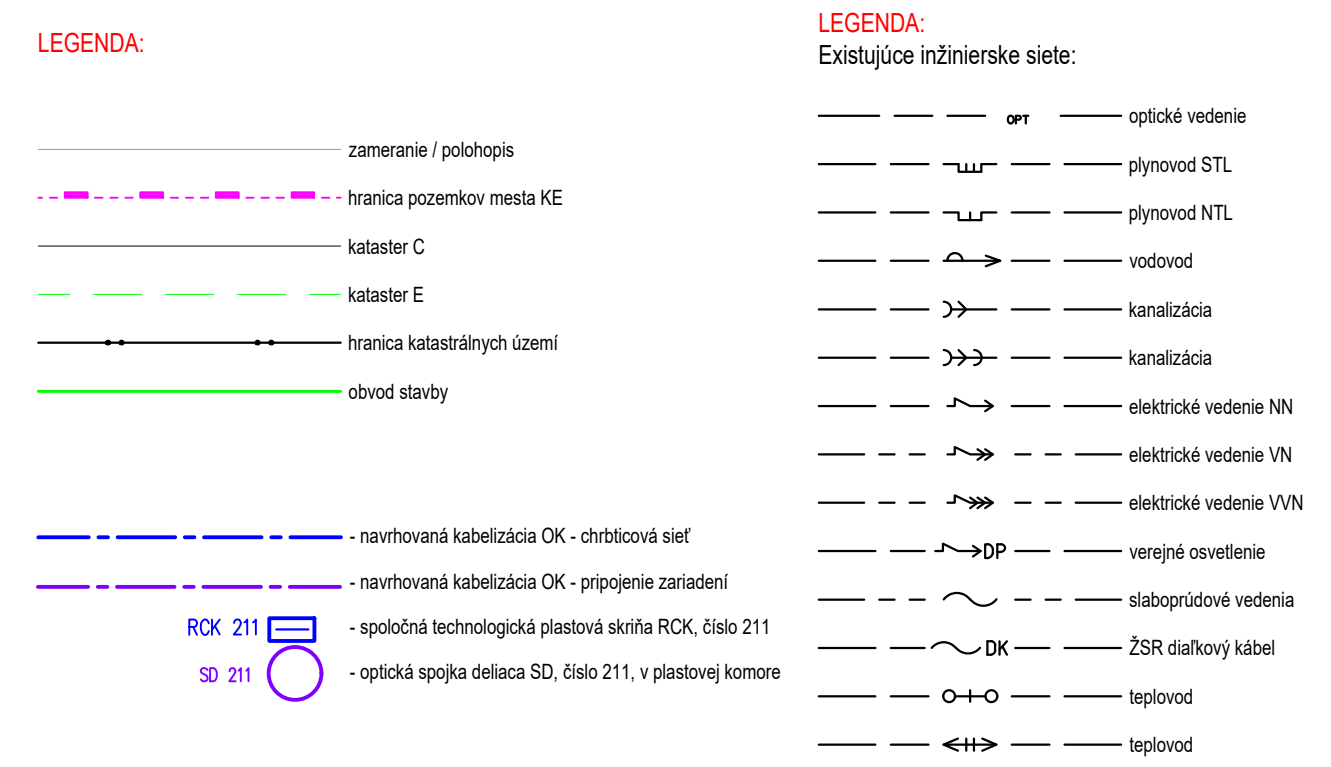 LEGENDA:
zameranie / polohopis
hranica pozemkov mesta KE
kataster C
kataster E
hranica katastrálnych území
obvod stavby
- navrhovaná kabelizácia OK - chrbticová sieť
- navrhovaná kabelizácia OK - pripojenie zariadení
RCK 211 - spoločná technologická plastová skriňa RCK, číslo 211
SD 211 - optická spojka deliaca SD, číslo 211, v plastovej komore
LEGENDA:
Existujúce inžinierske siete:
OPT optické vedenie
plynovod STL
plynovod NTL
vodovod
kanalizácia
kanalizácia
elektrické vedenie NN
elektrické vedenie VN
elektrické vedenie VVN
DP verejné osvetlenie
slaboprúdové vedenia
DK ŽSR diaľkový kábel
teplovod
teplovod